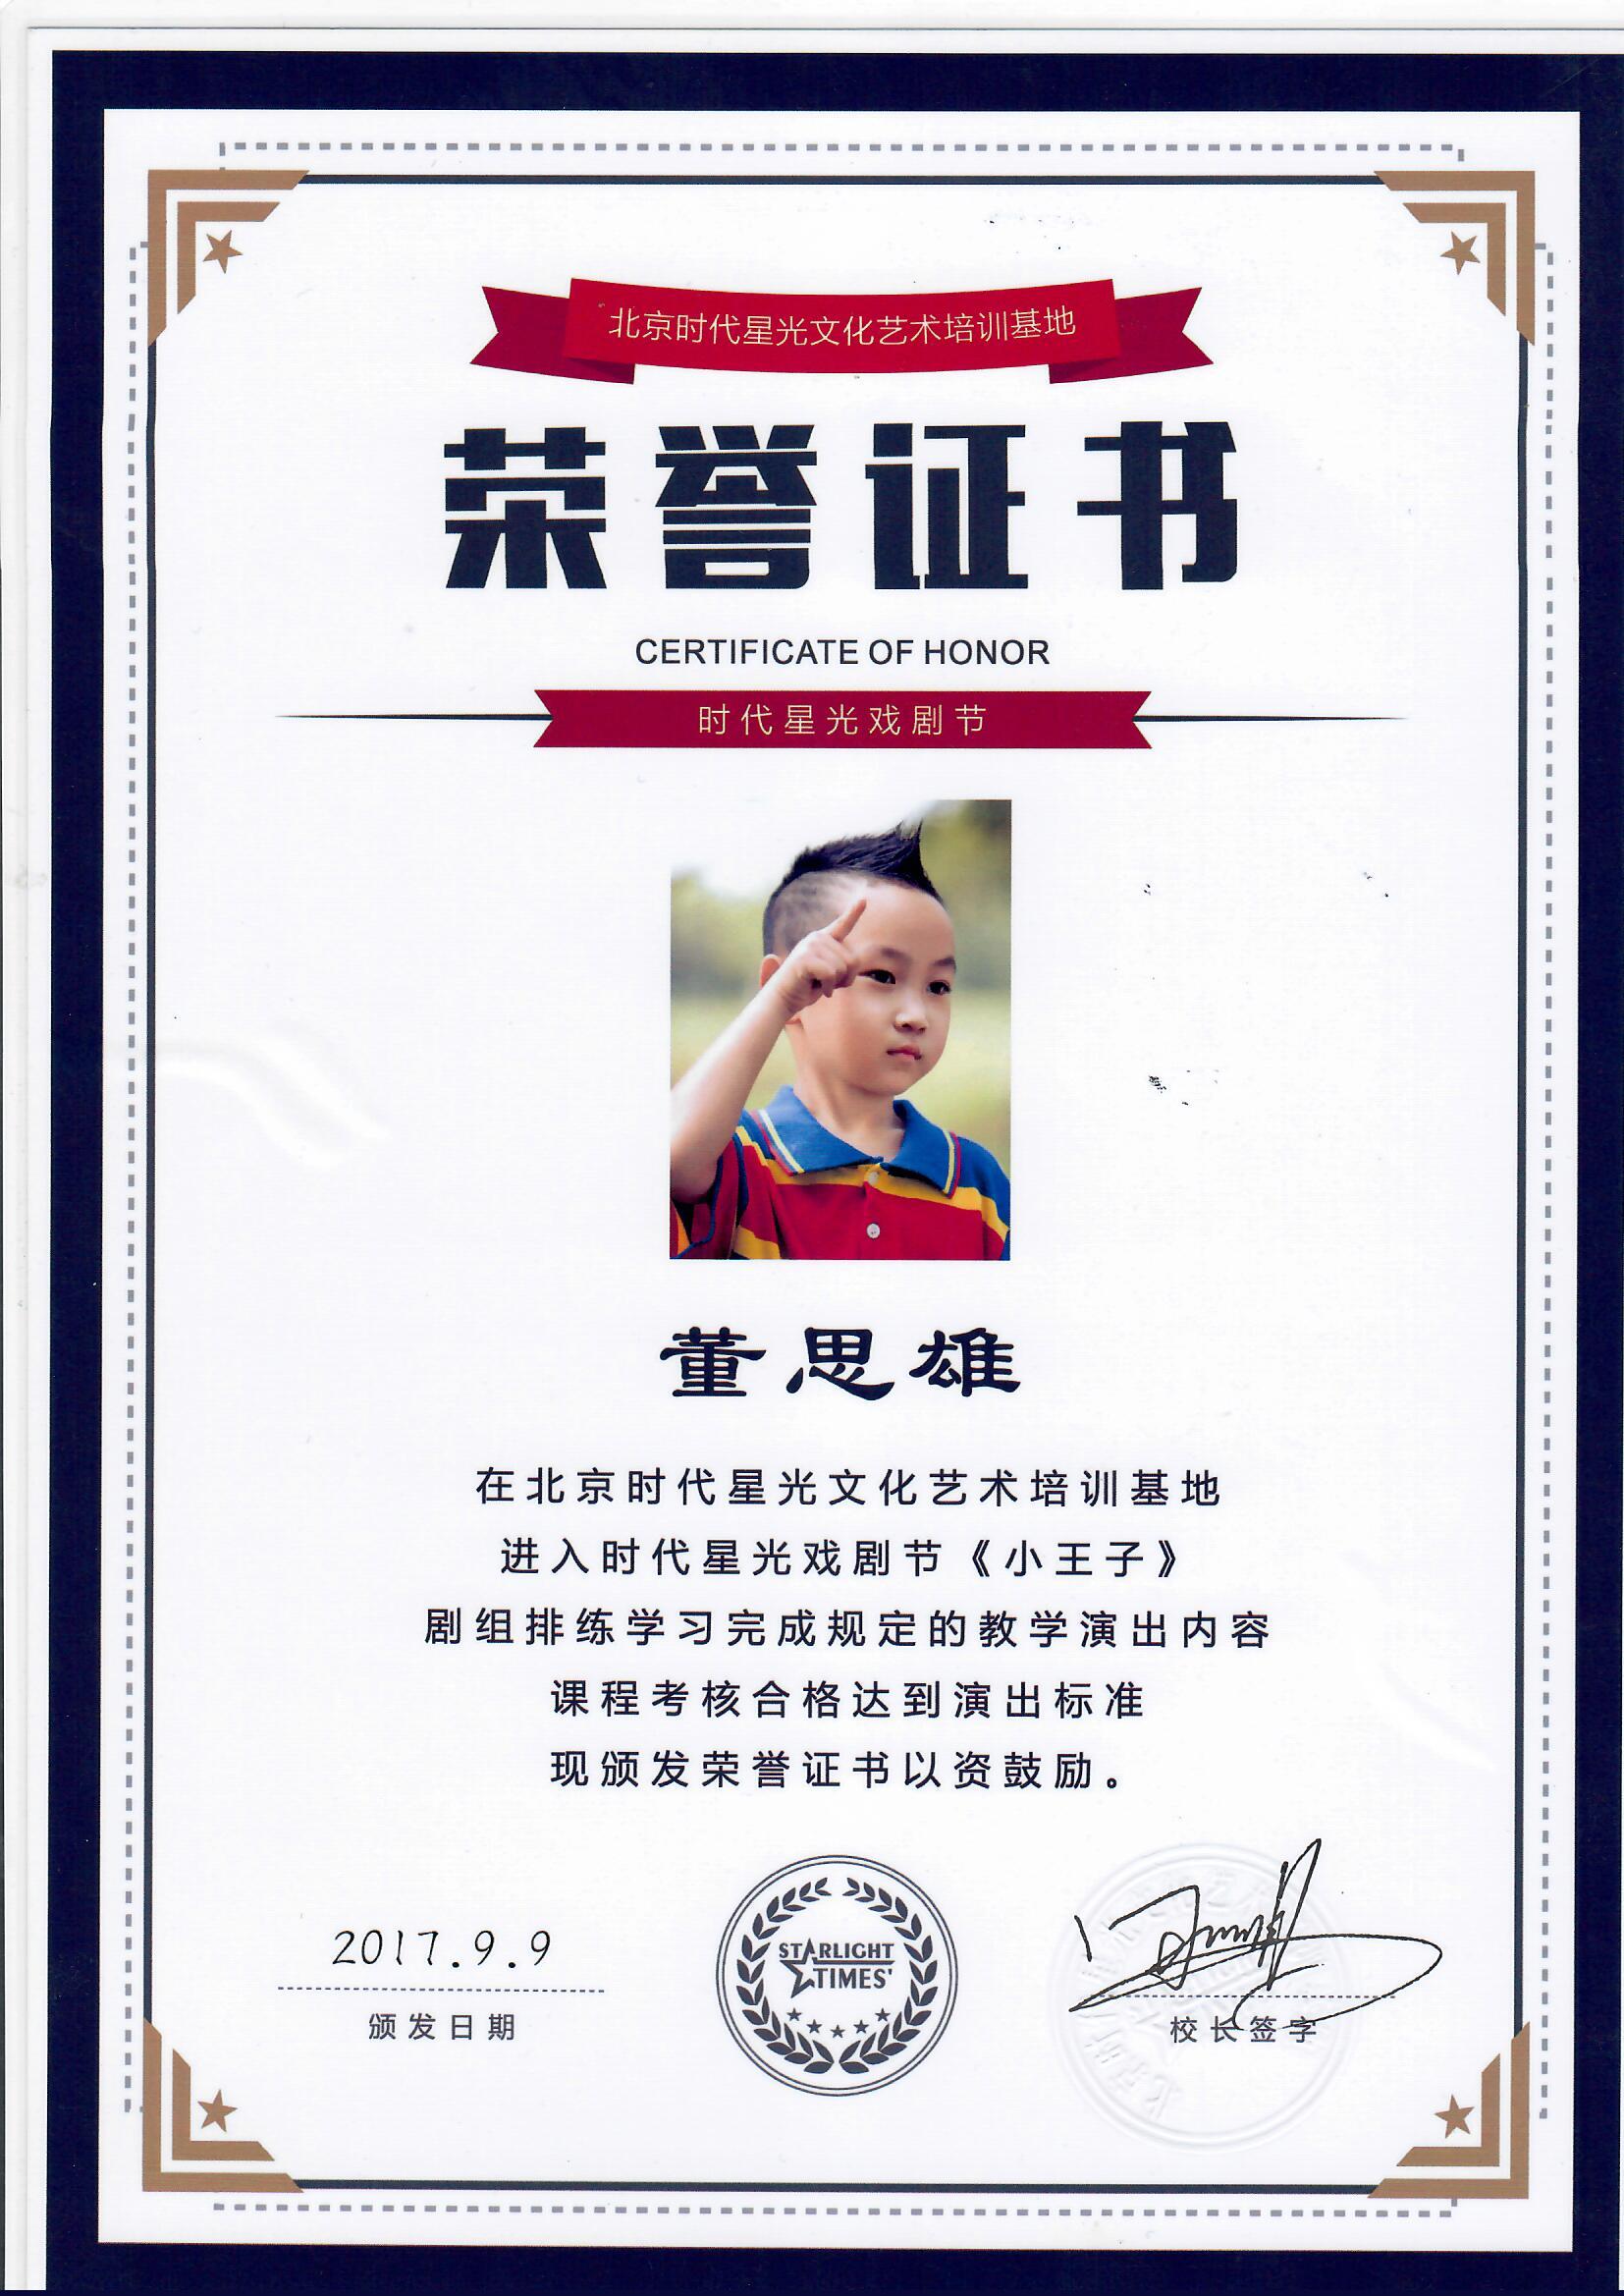 北京时代星光文化艺术培训基地
荣誉证书
CERTIFICATE OF HONOR
时代星光戏剧节
董思雄
在北京时代星光文化艺术培训基地
进入时代星光戏剧节《小王子》
剧组排练学习完成规定的教学演出内容
课程考核合格达到演出标准
现颁发荣誉证书以资鼓励。
2017.9.9
颁发日期
STARLIGHT
TIMES'
校长签字